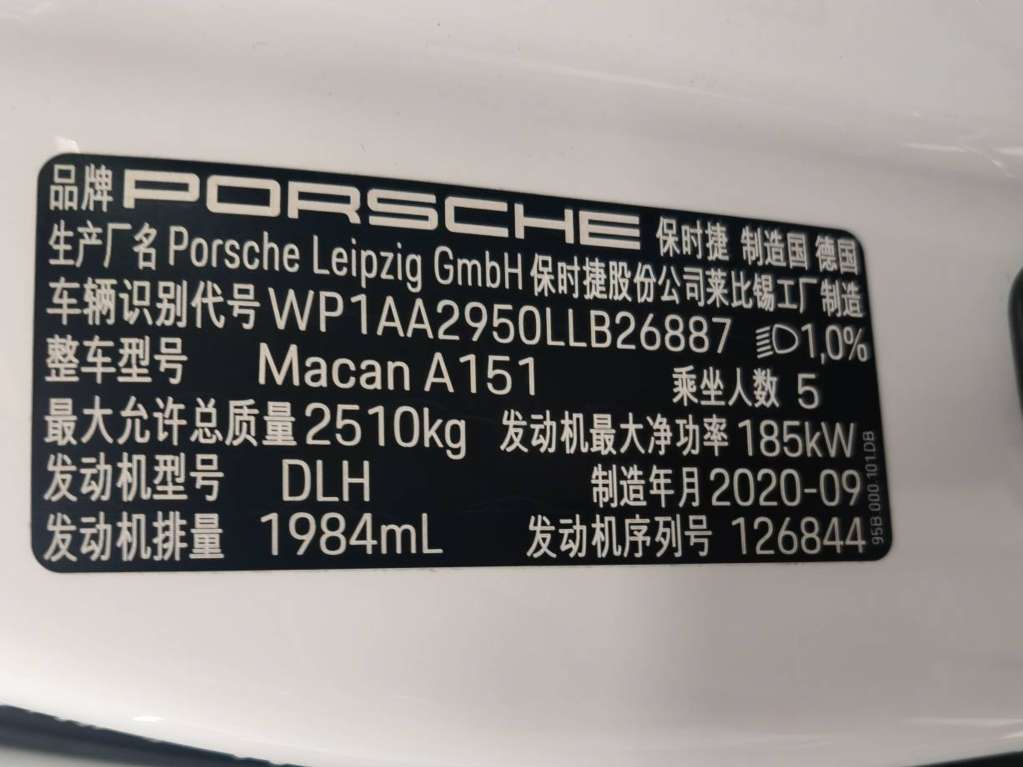 品牌 PORSCHE 保时捷 制造国 德国
生产厂名 Porsche Leipzig GmbH 保时捷股份公司莱比锡工厂制造
车辆识别代号 WP1AA2950LLB26887 1,0%
整车型号 Macan A151 乘坐人数 5
最大允许总质量 2510kg 发动机最大净功率 185kW
发动机型号 DLH 制造年月 2020-09
发动机排量 1984mL 发动机序列号 126844
95B 000 101.DB